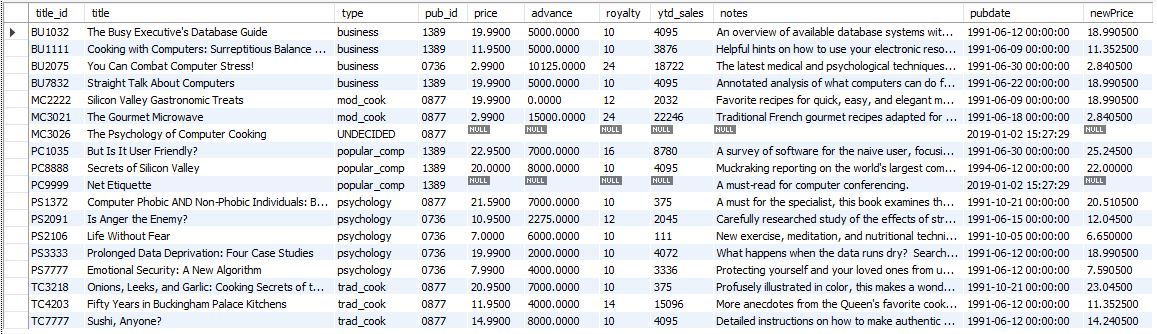 title_id title type pub_id price advance royalty ytd_sales notes pubdate newPrice
BU1032 The Busy Executive's Database Guide business 1389 19.9900 5000.0000 10 4095 An overview of available database systems wit... 1991-06-12 00:00:00 18.990500
BU1111 Cooking with Computers: Surreptitious Balance ... business 1389 11.9500 5000.0000 10 3876 Helpful hints on how to use your electronic reso... 1991-06-09 00:00:00 11.352500
BU2075 You Can Combat Computer Stress! business 0736 2.9900 10125.0000 24 18722 The latest medical and psychological techniques... 1991-06-30 00:00:00 2.840500
BU7832 Straight Talk About Computers business 1389 19.9900 5000.0000 10 4095 Annotated analysis of what computers can do f... 1991-06-22 00:00:00 18.990500
MC2222 Silicon Valley Gastronomic Treats mod_cook 0877 19.9900 0.0000 12 2032 Favorite recipes for quick, easy, and elegant m... 1991-06-09 00:00:00 18.990500
MC3021 The Gourmet Microwave mod_cook 0877 2.9900 15000.0000 24 22246 Traditional French gourmet recipes adapted for ... 1991-06-18 00:00:00 2.840500
MC3026 The Psychology of Computer Cooking UNDECIDED 0877 NULL NULL NULL NULL NULL 2019-01-02 15:27:29 NULL
PC1035 But Is It User Friendly? popular_comp 1389 22.9500 7000.0000 16 8780 A survey of software for the naive user, focusi... 1991-06-30 00:00:00 25.24500
PC8888 Secrets of Silicon Valley popular_comp 1389 20.0000 8000.0000 10 4095 Muckraking reporting on the world's largest com... 1994-06-12 00:00:00 22.00000
PC9999 Net Etiquette popular_comp 1389 NULL NULL NULL NULL A must-read for computer conferencing. 2019-01-02 15:27:29 NULL
PS1372 Computer Phobic AND Non-Phobic Individuals: B... psychology 0877 21.5900 7000.0000 10 375 A must for the specialist, this book examines th... 1991-10-21 00:00:00 20.510500
PS2091 Is Anger the Enemy? psychology 0736 10.9500 2275.0000 12 2045 Carefully researched study of the effects of str... 1991-06-15 00:00:00 12.04500
PS2106 Life Without Fear psychology 0736 7.0000 6000.0000 10 111 New exercise, meditation, and nutritional techni... 1991-10-05 00:00:00 6.650000
PS3333 Prolonged Data Deprivation: Four Case Studies psychology 0736 19.9900 2000.0000 10 4072 What happens when the data runs dry? Search... 1991-06-12 00:00:00 18.990500
PS7777 Emotional Security: A New Algorithm psychology 0736 7.9900 4000.0000 10 3336 Protecting yourself and your loved ones from u... 1991-06-12 00:00:00 7.590500
TC3218 Onions, Leeks, and Garlic: Cooking Secrets of t... trad_cook 0877 20.9500 7000.0000 10 375 Profusely illustrated in color, this makes a wond... 1991-10-21 00:00:00 23.04500
TC4203 Fifty Years in Buckingham Palace Kitchens trad_cook 0877 11.9500 4000.0000 14 15096 More anecdotes from the Queen's favorite cook... 1991-06-12 00:00:00 11.352500
TC7777 Sushi, Anyone? trad_cook 0877 14.9900 8000.0000 10 4095 Detailed instructions on how to make authentic ... 1991-06-12 00:00:00 14.240500